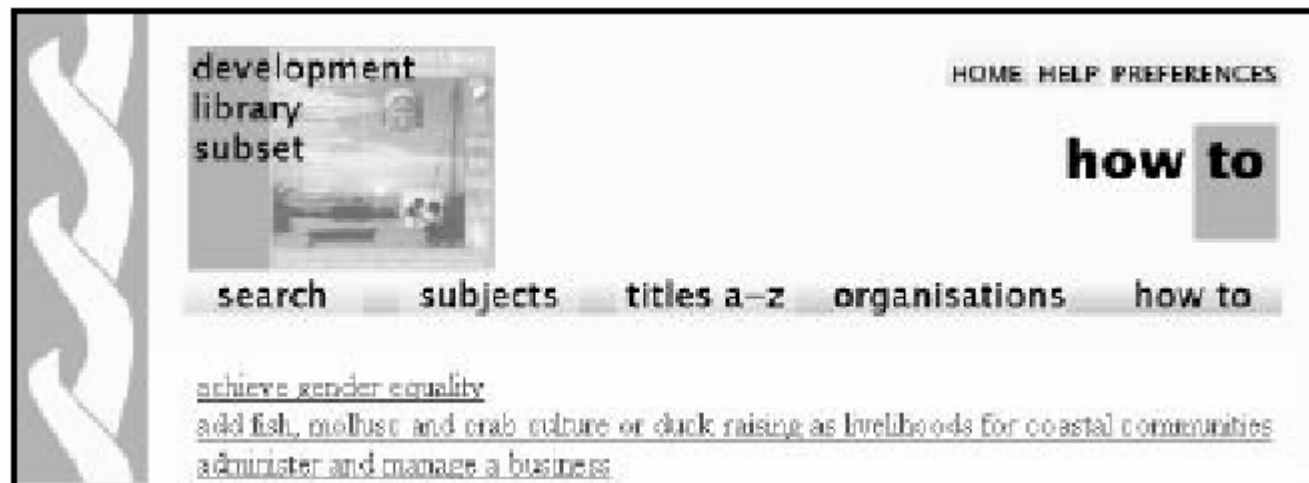 development
library
subset
HOME HELP PREFERENCES
how to
search subjects titles a–z organisations how to
achieve gender equality
add fish, mollusc and crab culture or duck raising as livelihoods for coastal communities
administer and manage a business